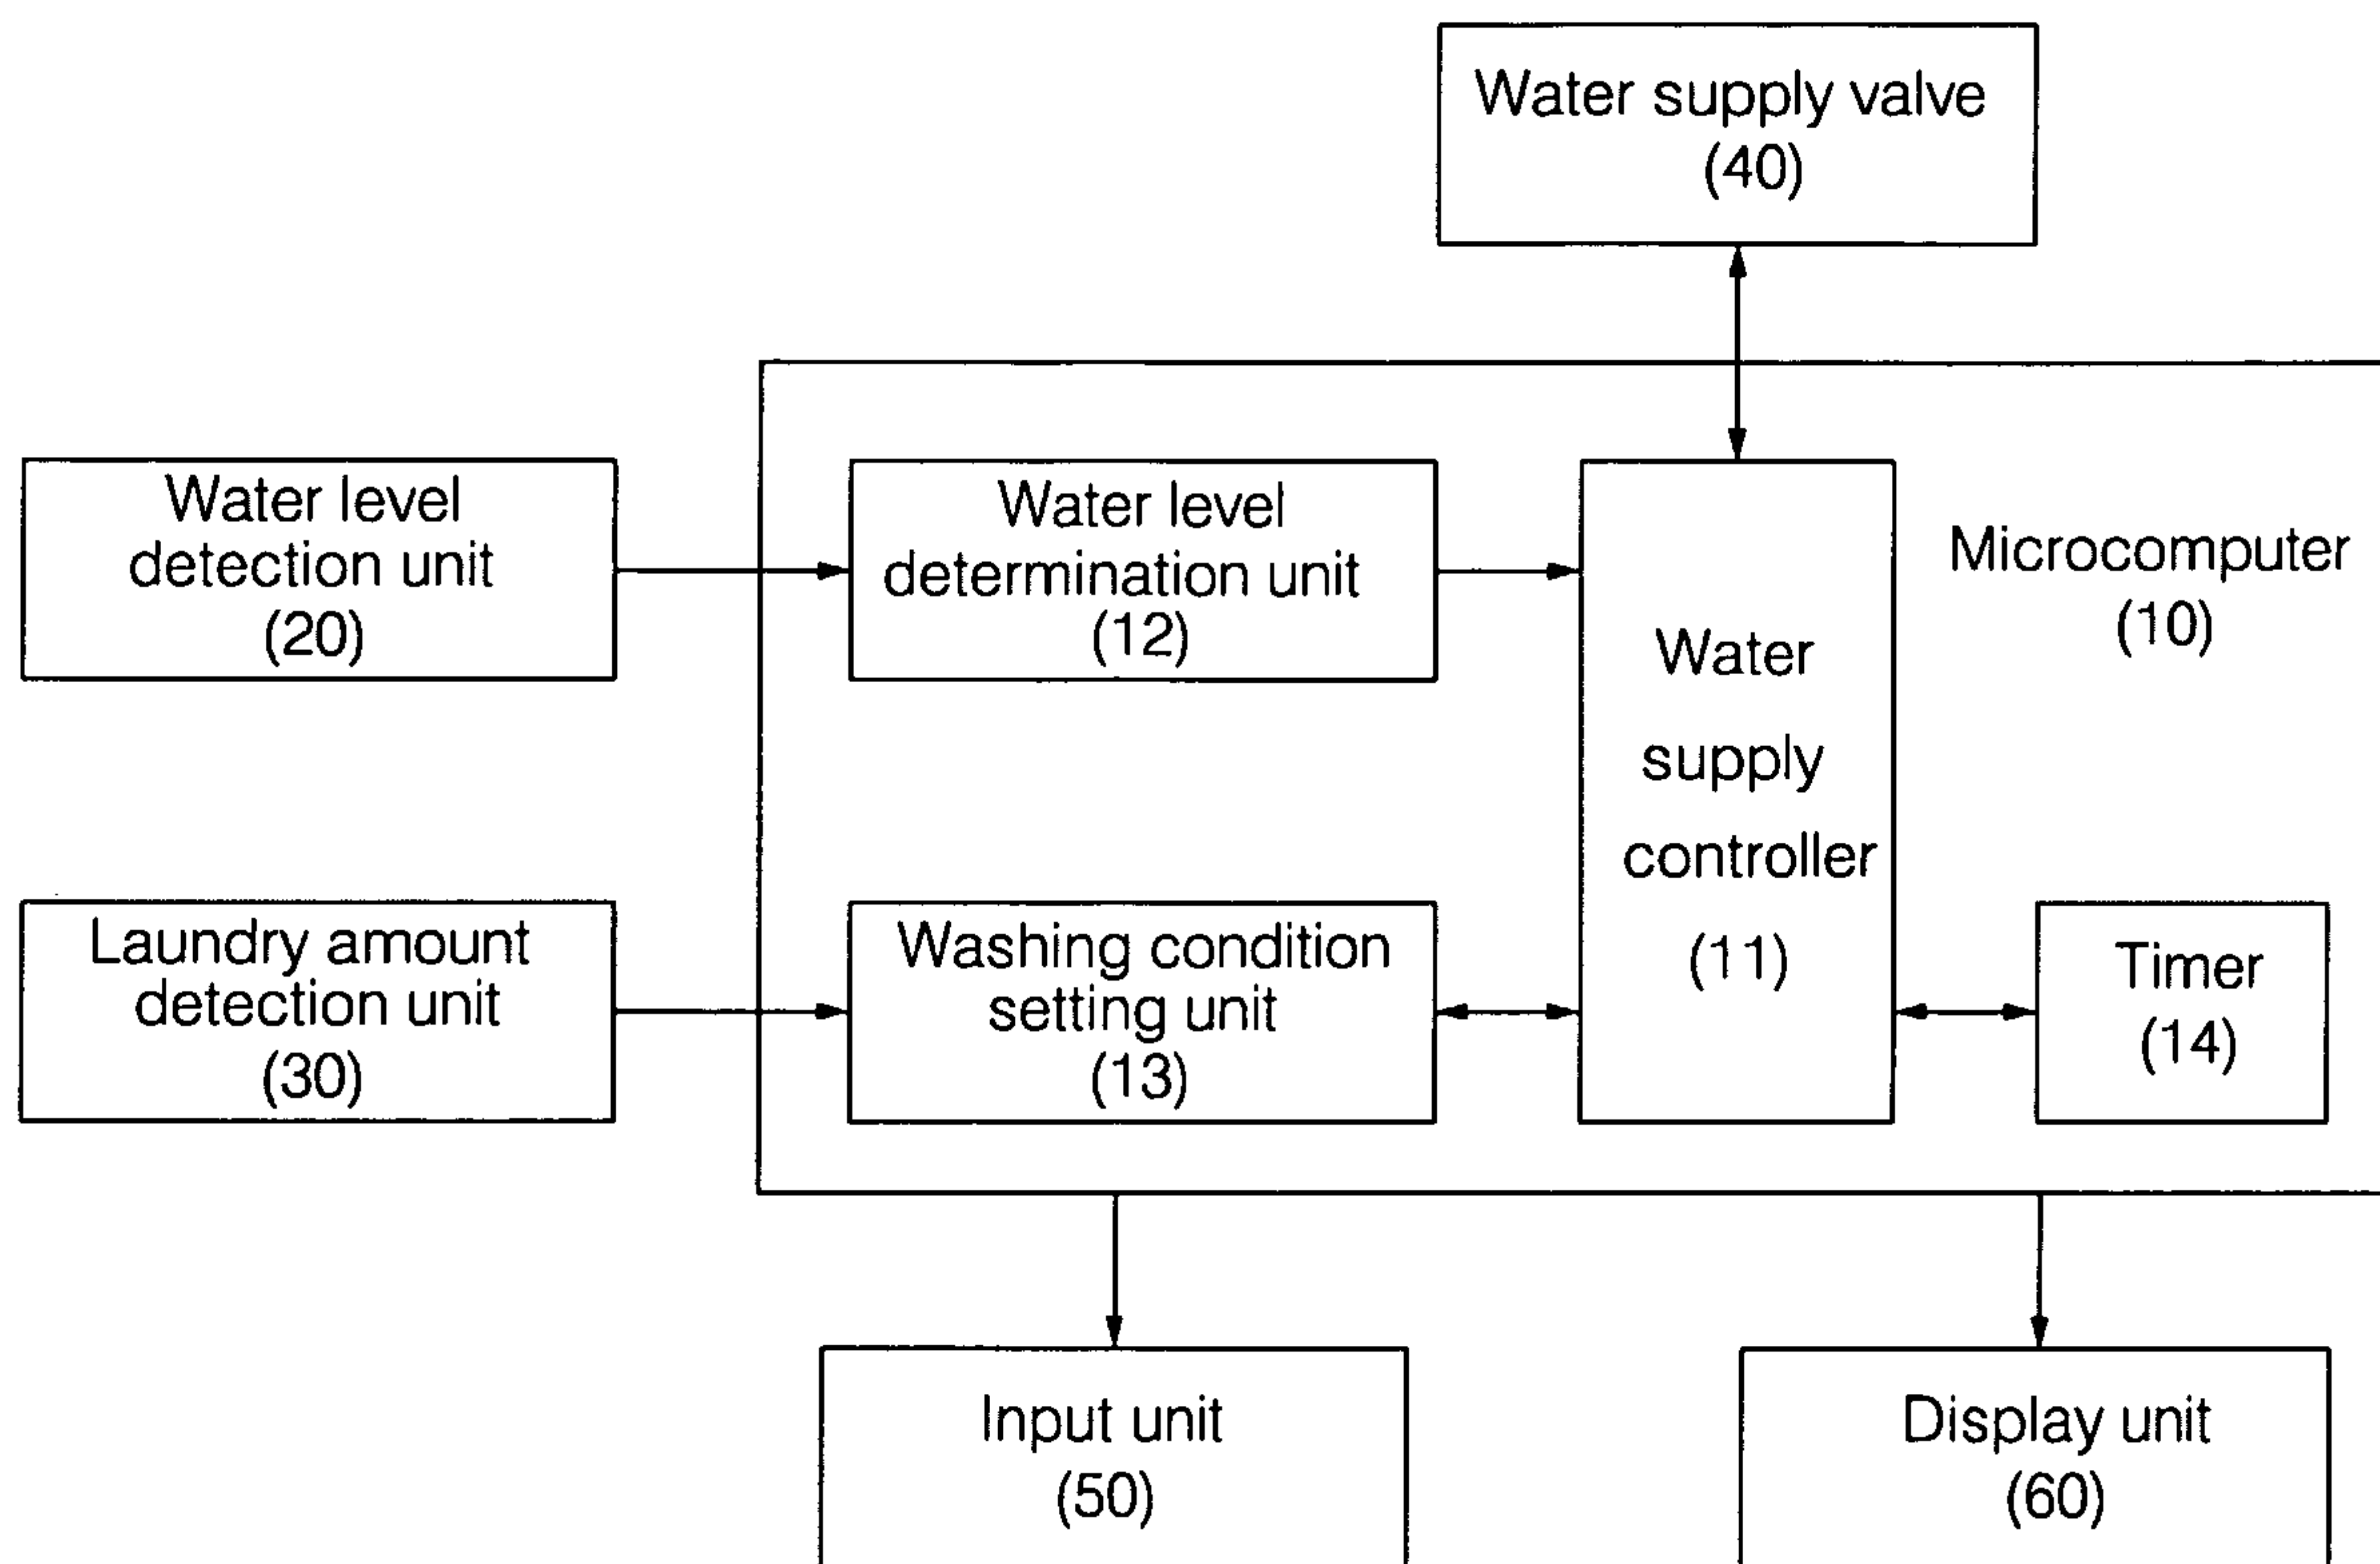 Water supply valve
(40)
Water level
detection unit
(20)
Water level
determination unit
(12)
Water
supply
controller
(11)
Microcomputer
(10)
Laundry amount
detection unit
(30)
Washing condition
setting unit
(13)
Timer
(14)
Input unit
(50)
Display unit
(60)